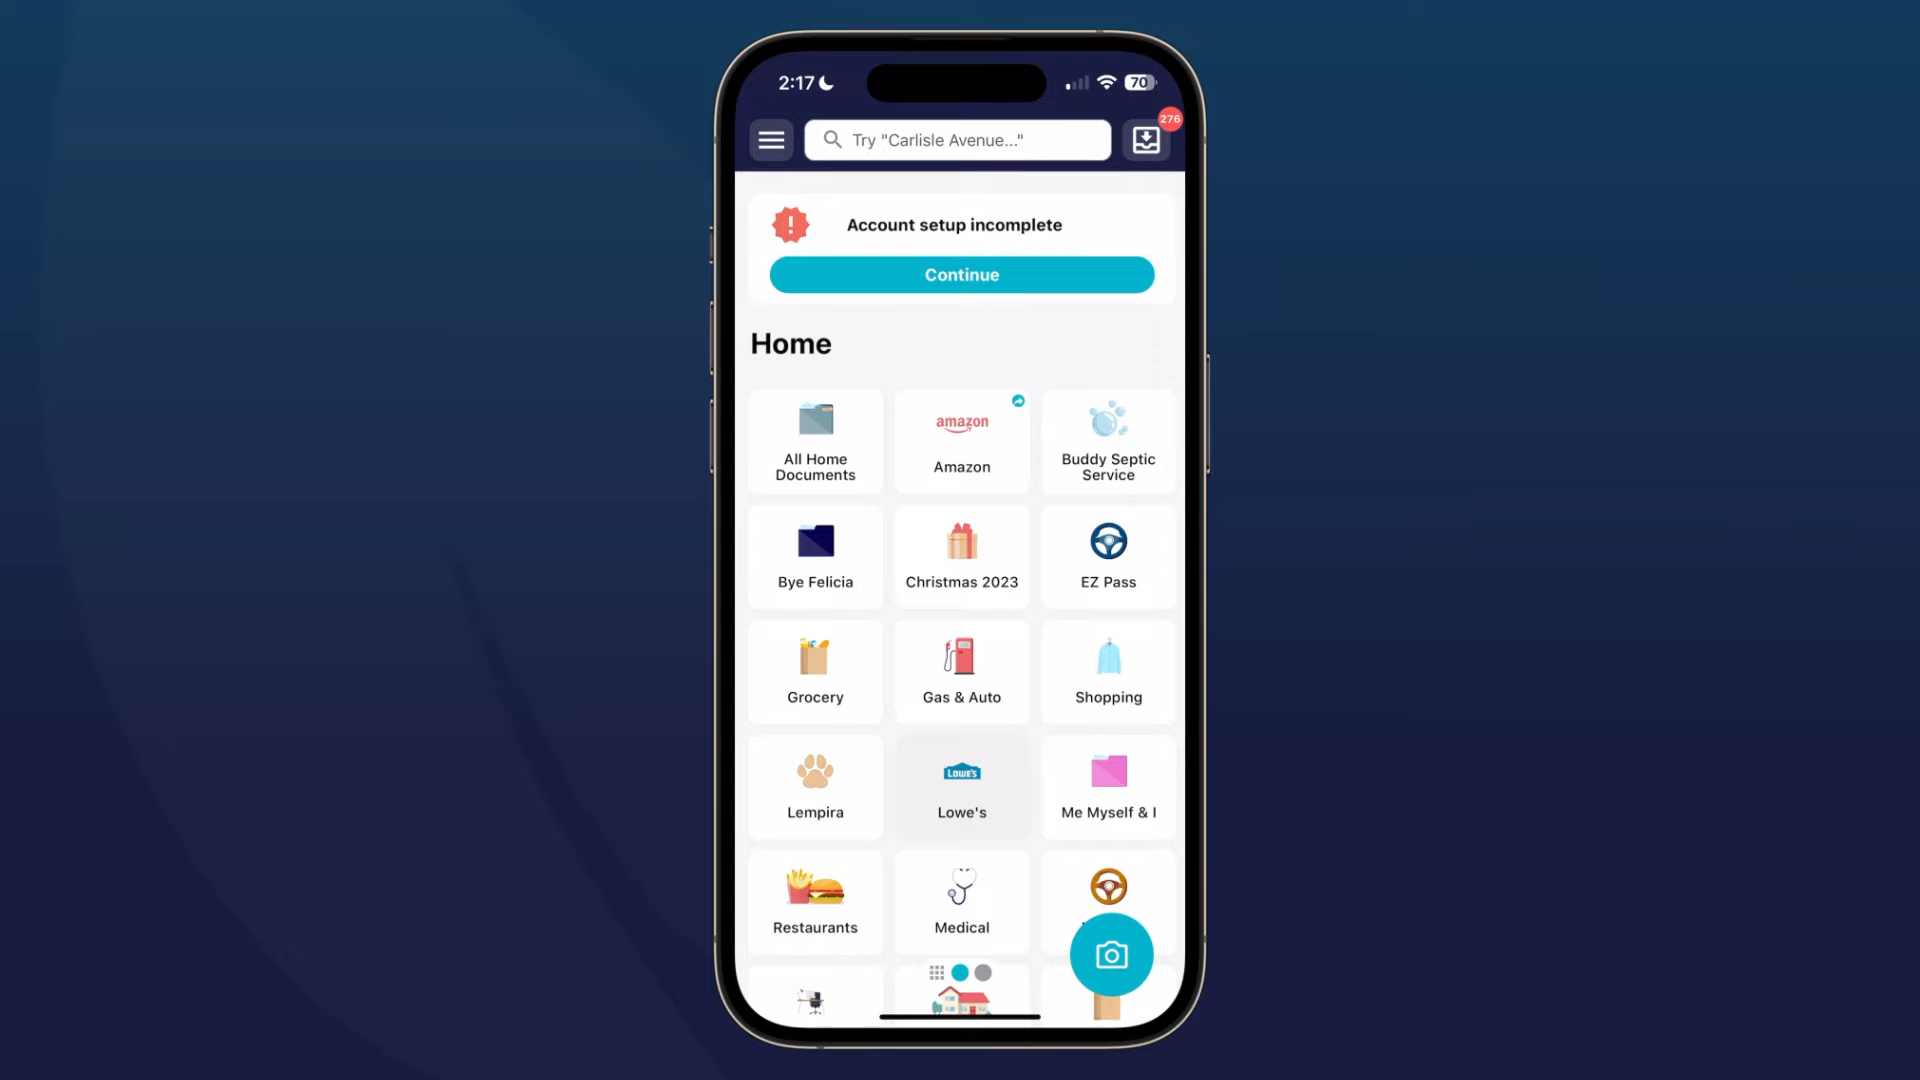 2:17
70
276
Try "Carlisle Avenue..."
Account setup incomplete
Continue
Home
All Home
Documents
amazon
Amazon
Buddy Septic
Service
Bye Felicia
Christmas 2023
EZ Pass
Grocery
Gas & Auto
Shopping
Lempira
LOWE'S
Lowe's
Me Myself & I
Restaurants
Medical